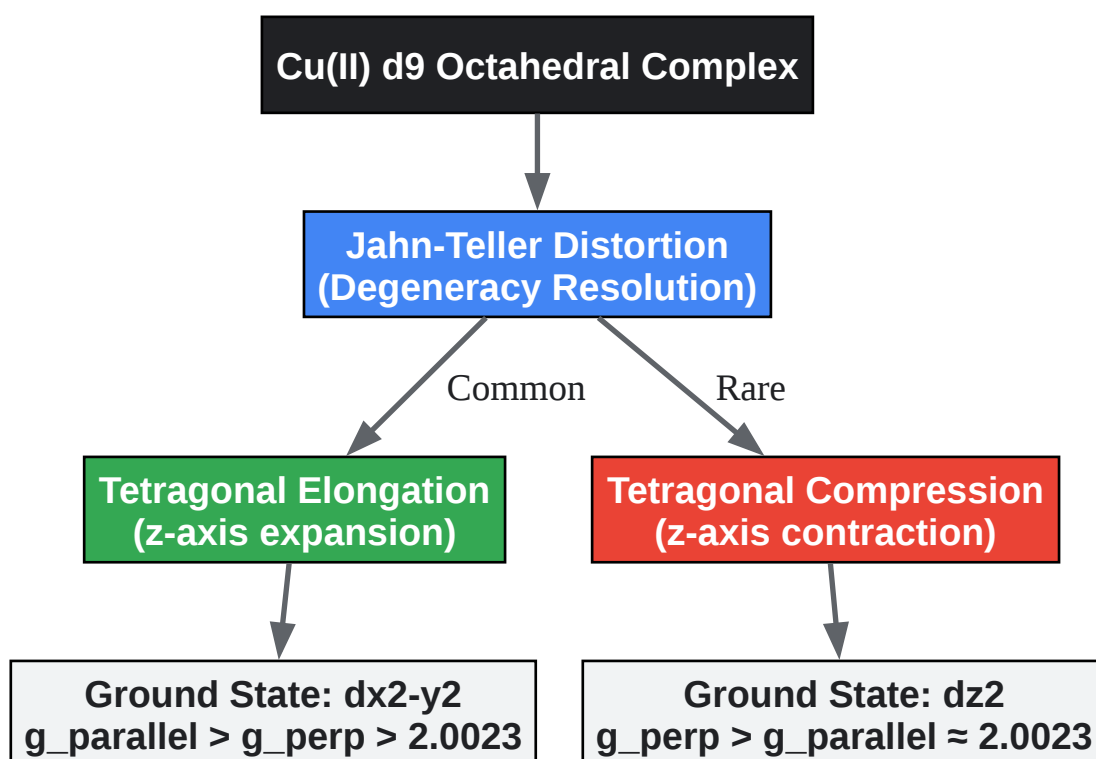 Cu(II) d9 Octahedral Complex
Jahn-Teller Distortion
(Degeneracy Resolution)
Common
Rare
Tetragonal Elongation
(z-axis expansion)
Tetragonal Compression
(z-axis contraction)
Ground State: dx2-y2
g_parallel > g_perp > 2.0023
Ground State: dz2
g_perp > g_parallel ≈ 2.0023